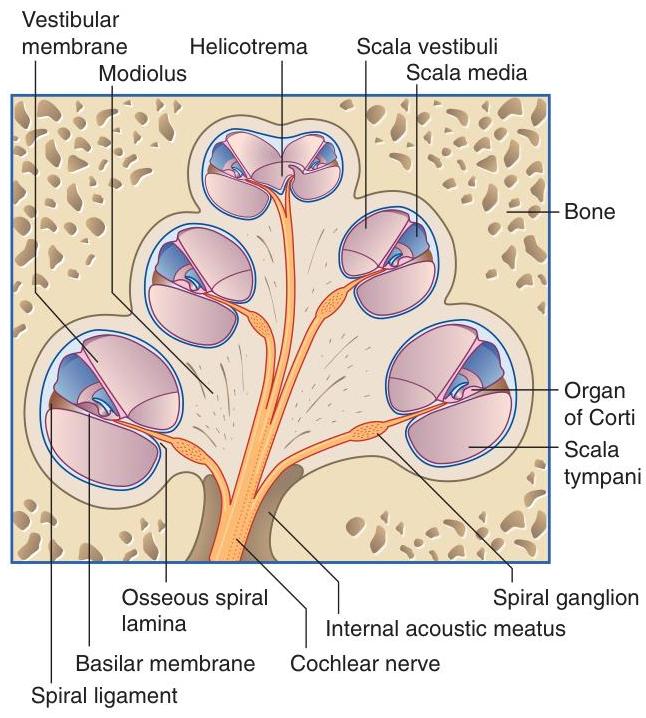 Vestibular
membrane
Helicotrema
Scala vestibuli
Modiolus
Scala media
Bone
Organ
of Corti
Scala
tympani
Osseous spiral
lamina
Spiral ganglion
Internal acoustic meatus
Basilar membrane
Cochlear nerve
Spiral ligament